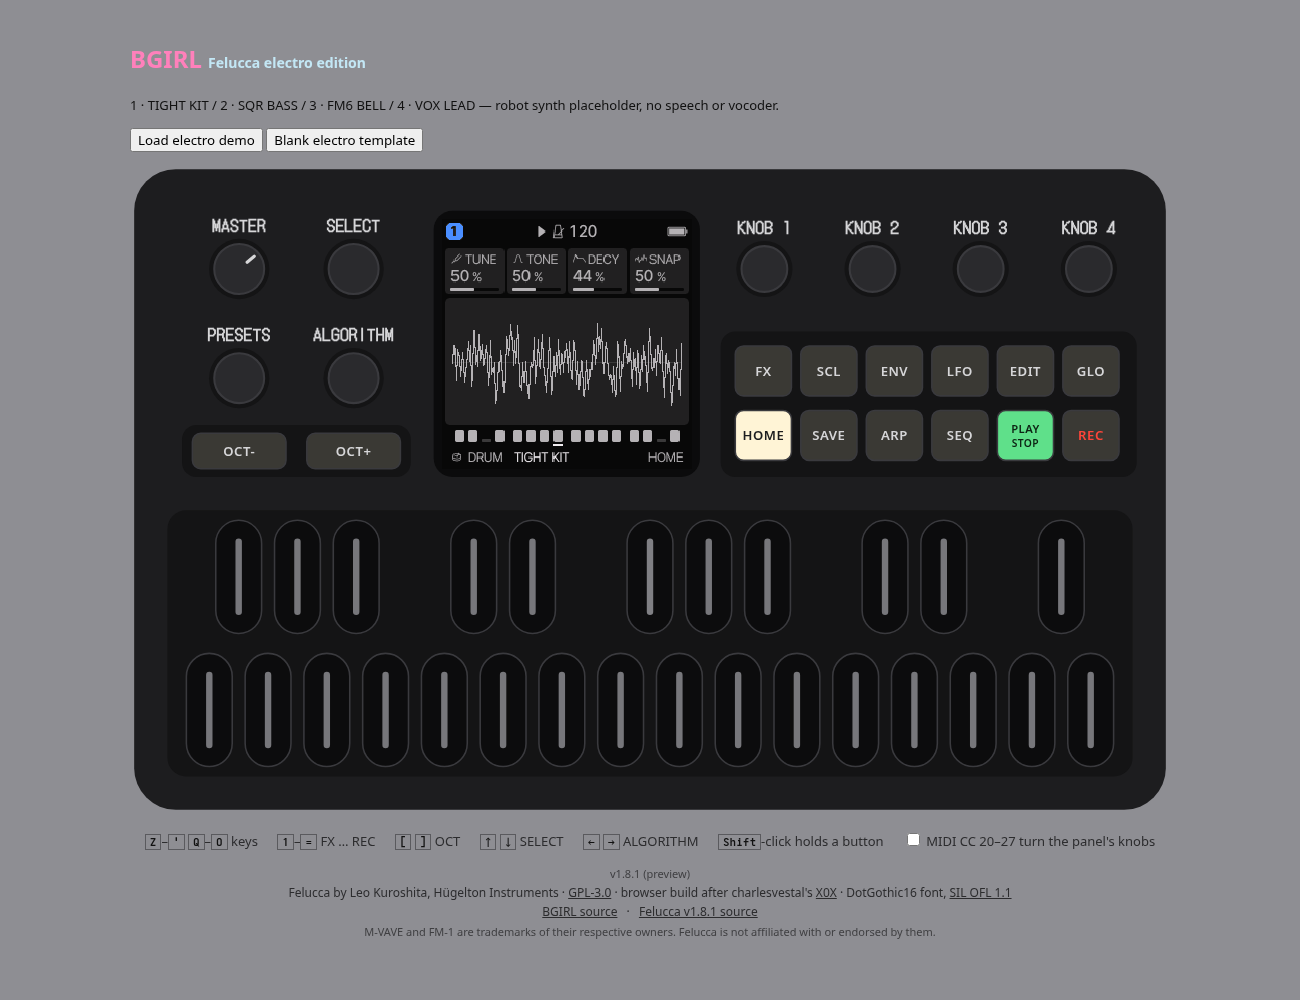 BGIRL Felucca electro edition
1 · TIGHT KIT / 2 · SQR BASS / 3 · FM6 BELL / 4 · VOX LEAD — robot synth placeholder, no speech or vocoder.
Load electro demo Blank electro template
MASTER SELECT
1 120
KNOB 1 KNOB 2 KNOB 3 KNOB 4
TUNE TONE DECY SNAP
50 % 50 % 44 % 50 %
PRESETS ALGORITHM
FX SCL ENV LFO EDIT GLO
HOME SAVE ARP SEQ PLAY STOP REC
OCT- OCT+
DRUM TIGHT KIT HOME
Z – ' Q – 0 keys 1 – = FX ... REC [ ] OCT ↑ ↓ SELECT ← → ALGORITHM Shift -click holds a button MIDI CC 20–27 turn the panel's knobs
v1.8.1 (preview)
Felucca by Leo Kuroshita, Hügelton Instruments · GPL-3.0 · browser build after charlesvestal's X0X · DotGothic16 font, SIL OFL 1.1
BGIRL source · Felucca v1.8.1 source
M-VAVE and FM-1 are trademarks of their respective owners. Felucca is not affiliated with or endorsed by them.